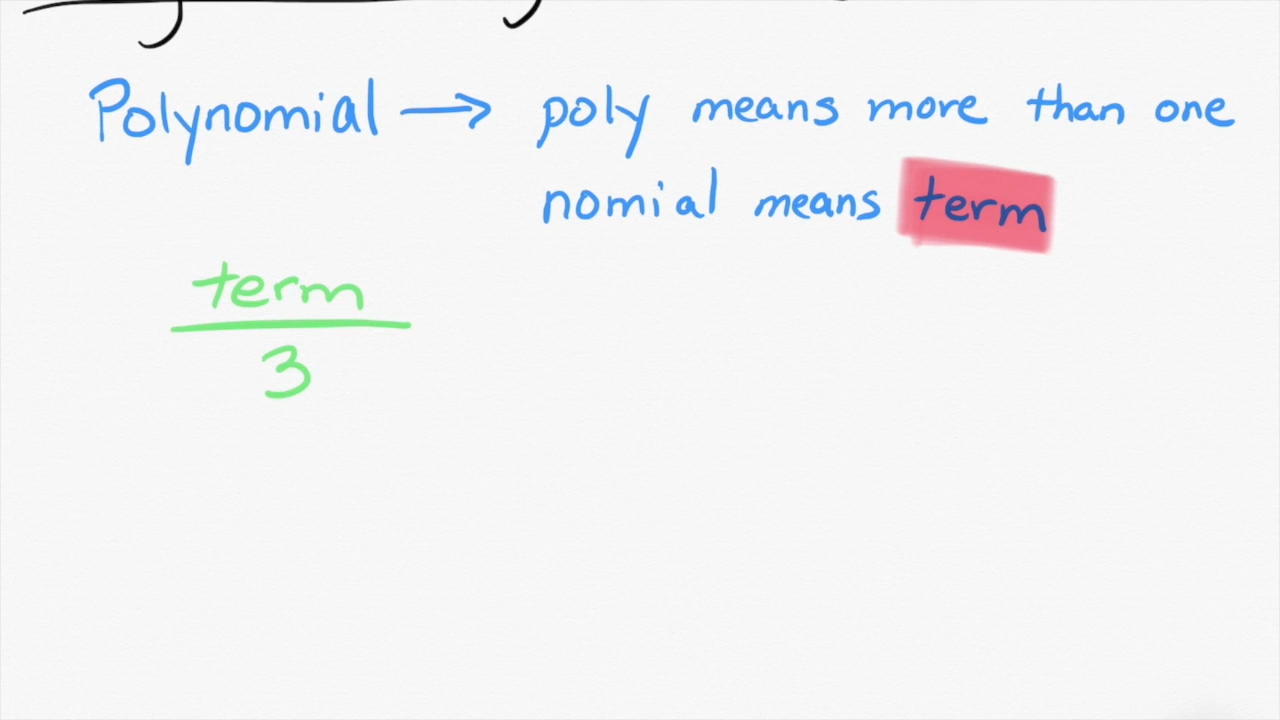 Polynomial → poly means more than one
nomial means term
term
3